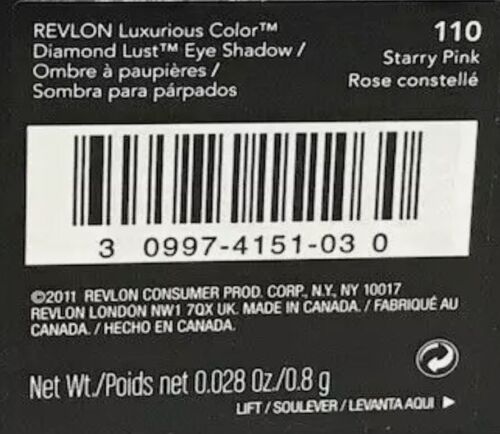 REVLON Luxurious Color™
Diamond Lust™ Eye Shadow /
Ombre à paupières /
Sombra para párpados
110
Starry Pink
Rose constellé
3 0997-4151-03 0
©2011 REVLON CONSUMER PROD. CORP., N.Y., NY 10017
REVLON LONDON NW1 7QX UK. MADE IN CANADA. / FABRIQUÉ AU
CANADA. / HECHO EN CANADA.
Net Wt./Poids net 0.028 Oz./0.8 g
LIFT / SOULEVER / LEVANTA AQUI ▶